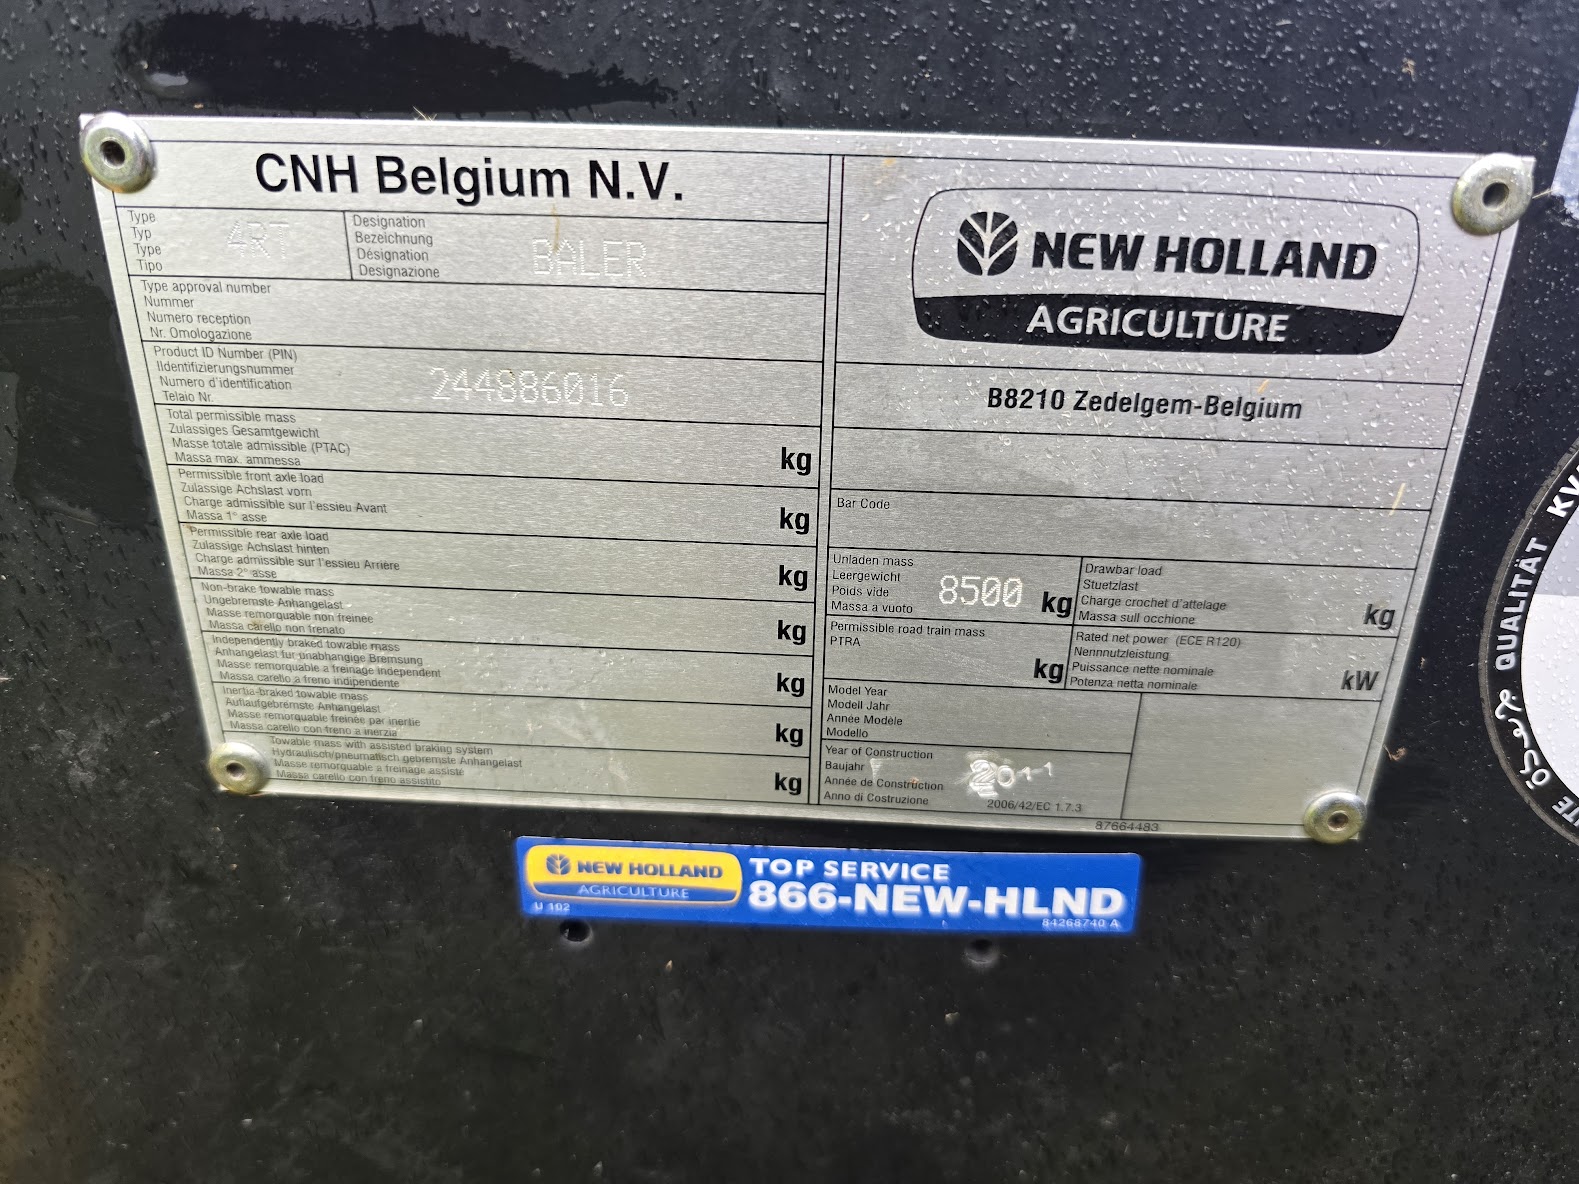 CNH Belgium N.V.
Type
Typ
Type
Tipo
Designation
Bezeichnung
Désignation
Designazione
BALER
Type approval number
Nummer
Numero reception
Nr. Omologazione
Product ID Number (PIN)
IIdentifizierungsnummer
Numero d'identification
Telaio Nr.
244886016
Total permissible mass
Zulassiges Gesamtgewicht
Masse totale admissible (PTAC)
Massa max. ammessa
kg
Permissible front axle load
Zulassige Achslast vorn
Charge admissible sur l'essieu Avant
Massa 1° asse
kg
Permissible rear axle load
Zulassige Achslast hinten
Charge admissible sur l'essieu Arrière
Massa 2° asse
kg
Non-brake towable mass
Ungebremste Anhangelast
Masse remorquable non freinee
Massa carello non frenato
kg
Independently braked towable mass
Anhangelast fur unabhangige Bremsung
Masse remorquable a freinage independent
Massa carello a freno indipendente
kg
Inertia-braked towable mass
Auflaufgebremste Anhangelast
Masse remorquable freinée par inertie
Massa carello con freno a inerzia
kg
Towable mass with assisted braking system
Hydraulisch/pneumatisch gebremste Anhangelast
Masse remorquable a freinage assiste
Massa carello con freno assistito
kg
NEW HOLLAND
AGRICULTURE
B8210 Zedelgem-Belgium
Bar Code
Unladen mass
Leergewicht
Poids vide
Massa a vuoto
8500 kg
Drawbar load
Stuetzlast
Charge crochet d'attelage
Massa sull occhione
kg
Permissible road train mass
PTRA
kg
Rated net power (ECE R120)
Nennnutzleistung
Puissance nette nominale
Potenza netta nominale
kW
Model Year
Modell Jahr
Année Modèle
Modello
Year of Construction
Baujahr
Année de Construction
Anno di Costruzione
2011
2006/42/EC 1.7.3
87664483
NEW HOLLAND
AGRICULTURE
U 102
TOP SERVICE
866-NEW-HLND
84268740 A
QUALITÄT